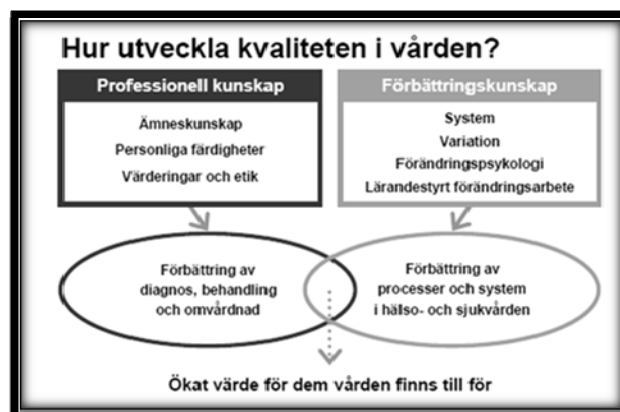 Hur utveckla kvaliteten i vården?
Professionell kunskap
Ämneskunskap
Personliga färdigheter
Värderingar och etik
Förbättringskunskap
System
Variation
Förändringspsykologi
Lärandestyrt förändringsarbete
Förbättring av
diagnos, behandling
och omvårdnad
Förbättring av
processer och system
i hälso- och sjukvården
Ökat värde för dem vården finns till för